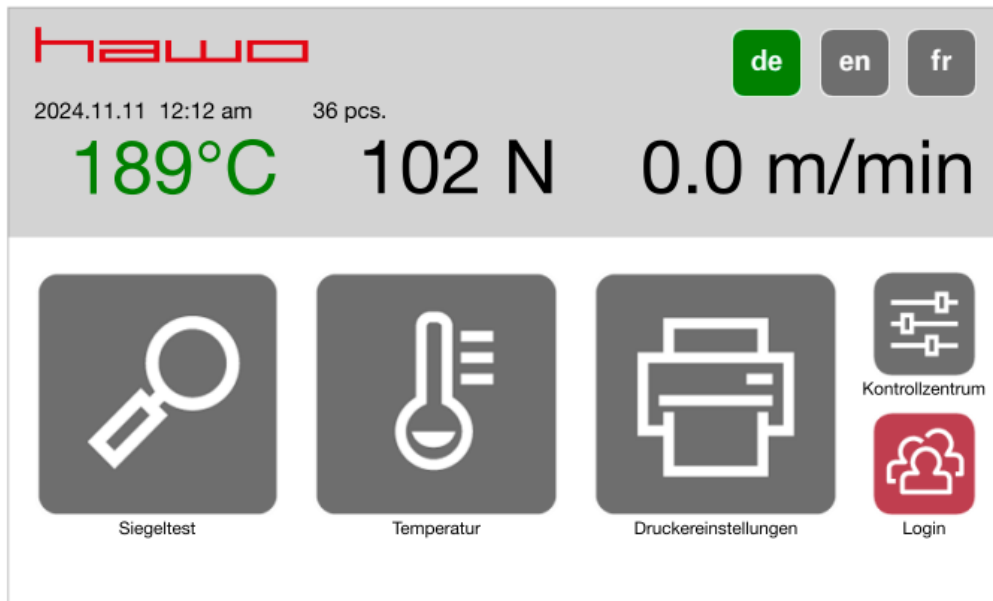 hawo
de en fr
2024.11.11 12:12 am 36 pcs.
189°C 102 N 0.0 m/min
Kontrollzentrum
Siegeltest Temperatur Druckereinstellungen Login